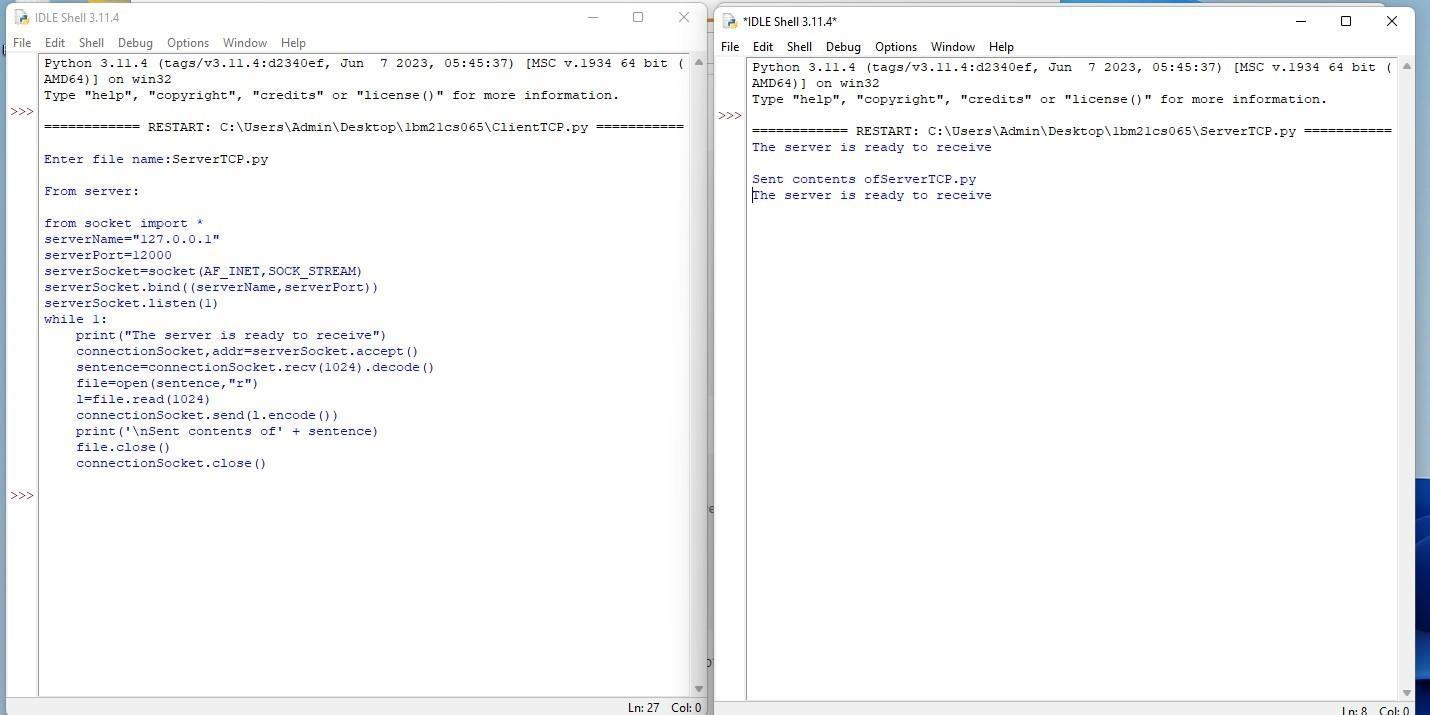 IDLE Shell 3.11.4
File Edit Shell Debug Options Window Help
Python 3.11.4 (tags/v3.11.4:d2340ef, Jun  7 2023, 05:45:37) [MSC v.1934 64 bit (
AMD64)] on win32
Type "help", "copyright", "credits" or "license()" for more information.
>>>
============ RESTART: C:\Users\Admin\Desktop\1bm21cs065\ClientTCP.py ===========
Enter file name:ServerTCP.py
From server:
from socket import *
serverName="127.0.0.1"
serverPort=12000
serverSocket=socket(AF_INET,SOCK_STREAM)
serverSocket.bind((serverName,serverPort))
serverSocket.listen(1)
while 1:
    print("The server is ready to receive")
    connectionSocket,addr=serverSocket.accept()
    sentence=connectionSocket.recv(1024).decode()
    file=open(sentence,"r")
    l=file.read(1024)
    connectionSocket.send(l.encode())
    print('\nSent contents of' + sentence)
    file.close()
    connectionSocket.close()
>>>
Ln: 27 Col: 0
*IDLE Shell 3.11.4*
File Edit Shell Debug Options Window Help
Python 3.11.4 (tags/v3.11.4:d2340ef, Jun  7 2023, 05:45:37) [MSC v.1934 64 bit (
AMD64)] on win32
Type "help", "copyright", "credits" or "license()" for more information.
>>>
============ RESTART: C:\Users\Admin\Desktop\1bm21cs065\ServerTCP.py ===========
The server is ready to receive
Sent contents ofServerTCP.py
The server is ready to receive
Ln: 8 Col: 0